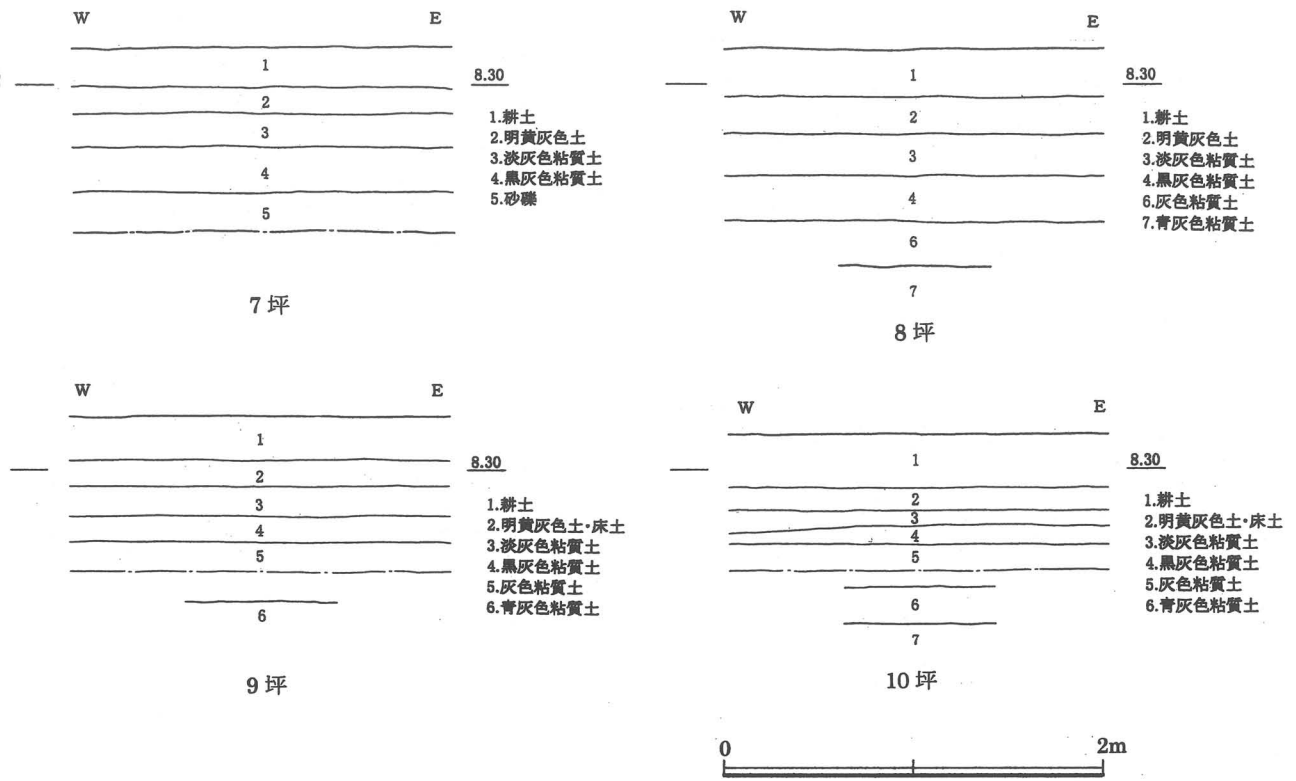 W E
8.30
1
2
3
4
5
1.耕土
2.明黄灰色土
3.淡灰色粘質土
4.黒灰色粘質土
5.砂礫
7坪
W E
8.30
1
2
3
4
6
7
1.耕土
2.明黄灰色土
3.淡灰色粘質土
4.黒灰色粘質土
6.灰色粘質土
7.青灰色粘質土
8坪
W E
8.30
1
2
3
4
5
6
1.耕土
2.明黄灰色土・床土
3.淡灰色粘質土
4.黒灰色粘質土
5.灰色粘質土
6.青灰色粘質土
9坪
W E
8.30
1
2
3
4
5
6
7
1.耕土
2.明黄灰色土・床土
3.淡灰色粘質土
4.黒灰色粘質土
5.灰色粘質土
6.青灰色粘質土
10坪
0 2m